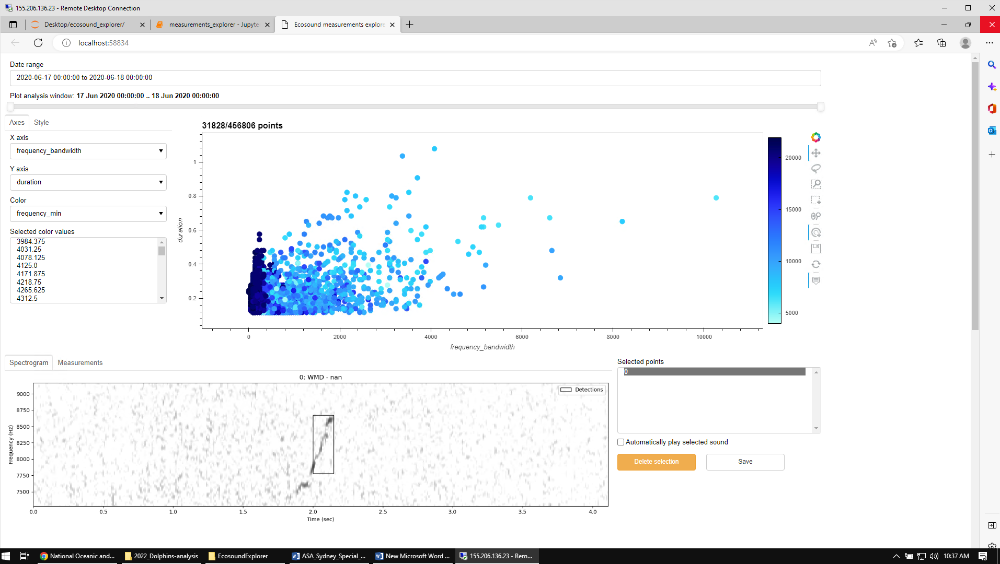 155.206.136.23 - Remote Desktop Connection
Desktop/ecosound_explorer/
measurements_explorer - Jupyte
Ecosound measurements explore
localhost:58834
Date range
2020-06-17 00:00:00 to 2020-06-18 00:00:00
Plot analysis window: 17 Jun 2020 00:00:00 .. 18 Jun 2020 00:00:00
Axes Style
31828/456806 points
X axis
frequency_bandwidth
Y axis
duration
Color
frequency_min
Selected color values
3984.375
4031.25
4078.125
4125.0
4171.875
4218.75
4265.625
4312.5
duration
1
0.8
0.6
0.4
0.2
0 2000 4000 6000 8000 10000
frequency_bandwidth
20000
15000
10000
5000
Spectrogram Measurements
0: WMD - nan
Detections
Frequency (Hz)
9000
8750
8500
8250
8000
7750
7500
0.0 0.5 1.0 1.5 2.0 2.5 3.0 3.5 4.0
Time (sec)
Selected points
0
Automatically play selected sound
Delete selection
Save
National Oceanic and...
2022_Dolphins-analysis
EcosoundExplorer
ASA_Sydney_Special_...
New Microsoft Word ...
155.206.136.23 - Rem...
10:37 AM